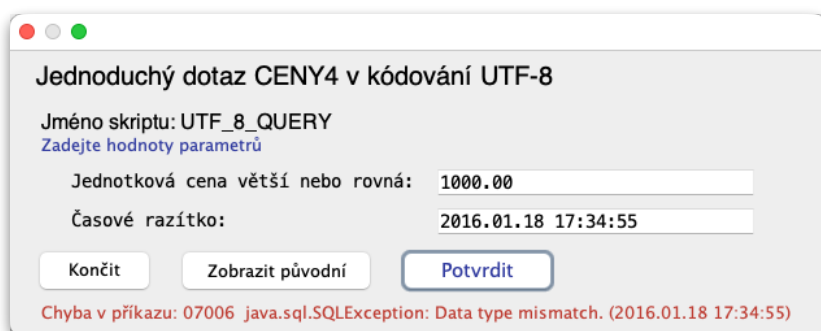 Jednoduchý dotaz CENY4 v kódování UTF-8
Jméno skriptu: UTF_8_QUERY
Zadejte hodnoty parametrů
Jednotková cena větší nebo rovná: 1000.00
Časové razítko: 2016.01.18 17:34:55
Končit Zobrazit původní Potvrdit
Chyba v příkazu: 07006 java.sql.SQLException: Data type mismatch. (2016.01.18 17:34:55)